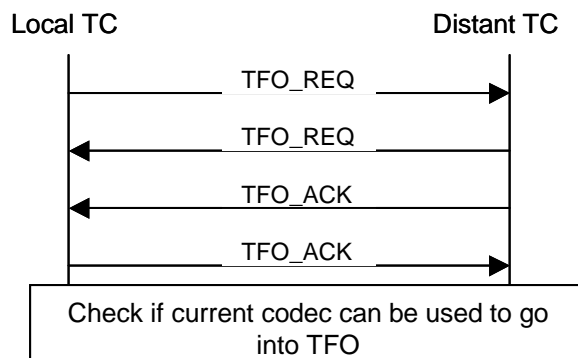 Local TC
Distant TC
TFO_REQ
TFO_REQ
TFO_ACK
TFO_ACK
Check if current codec can be used to go
into TFO